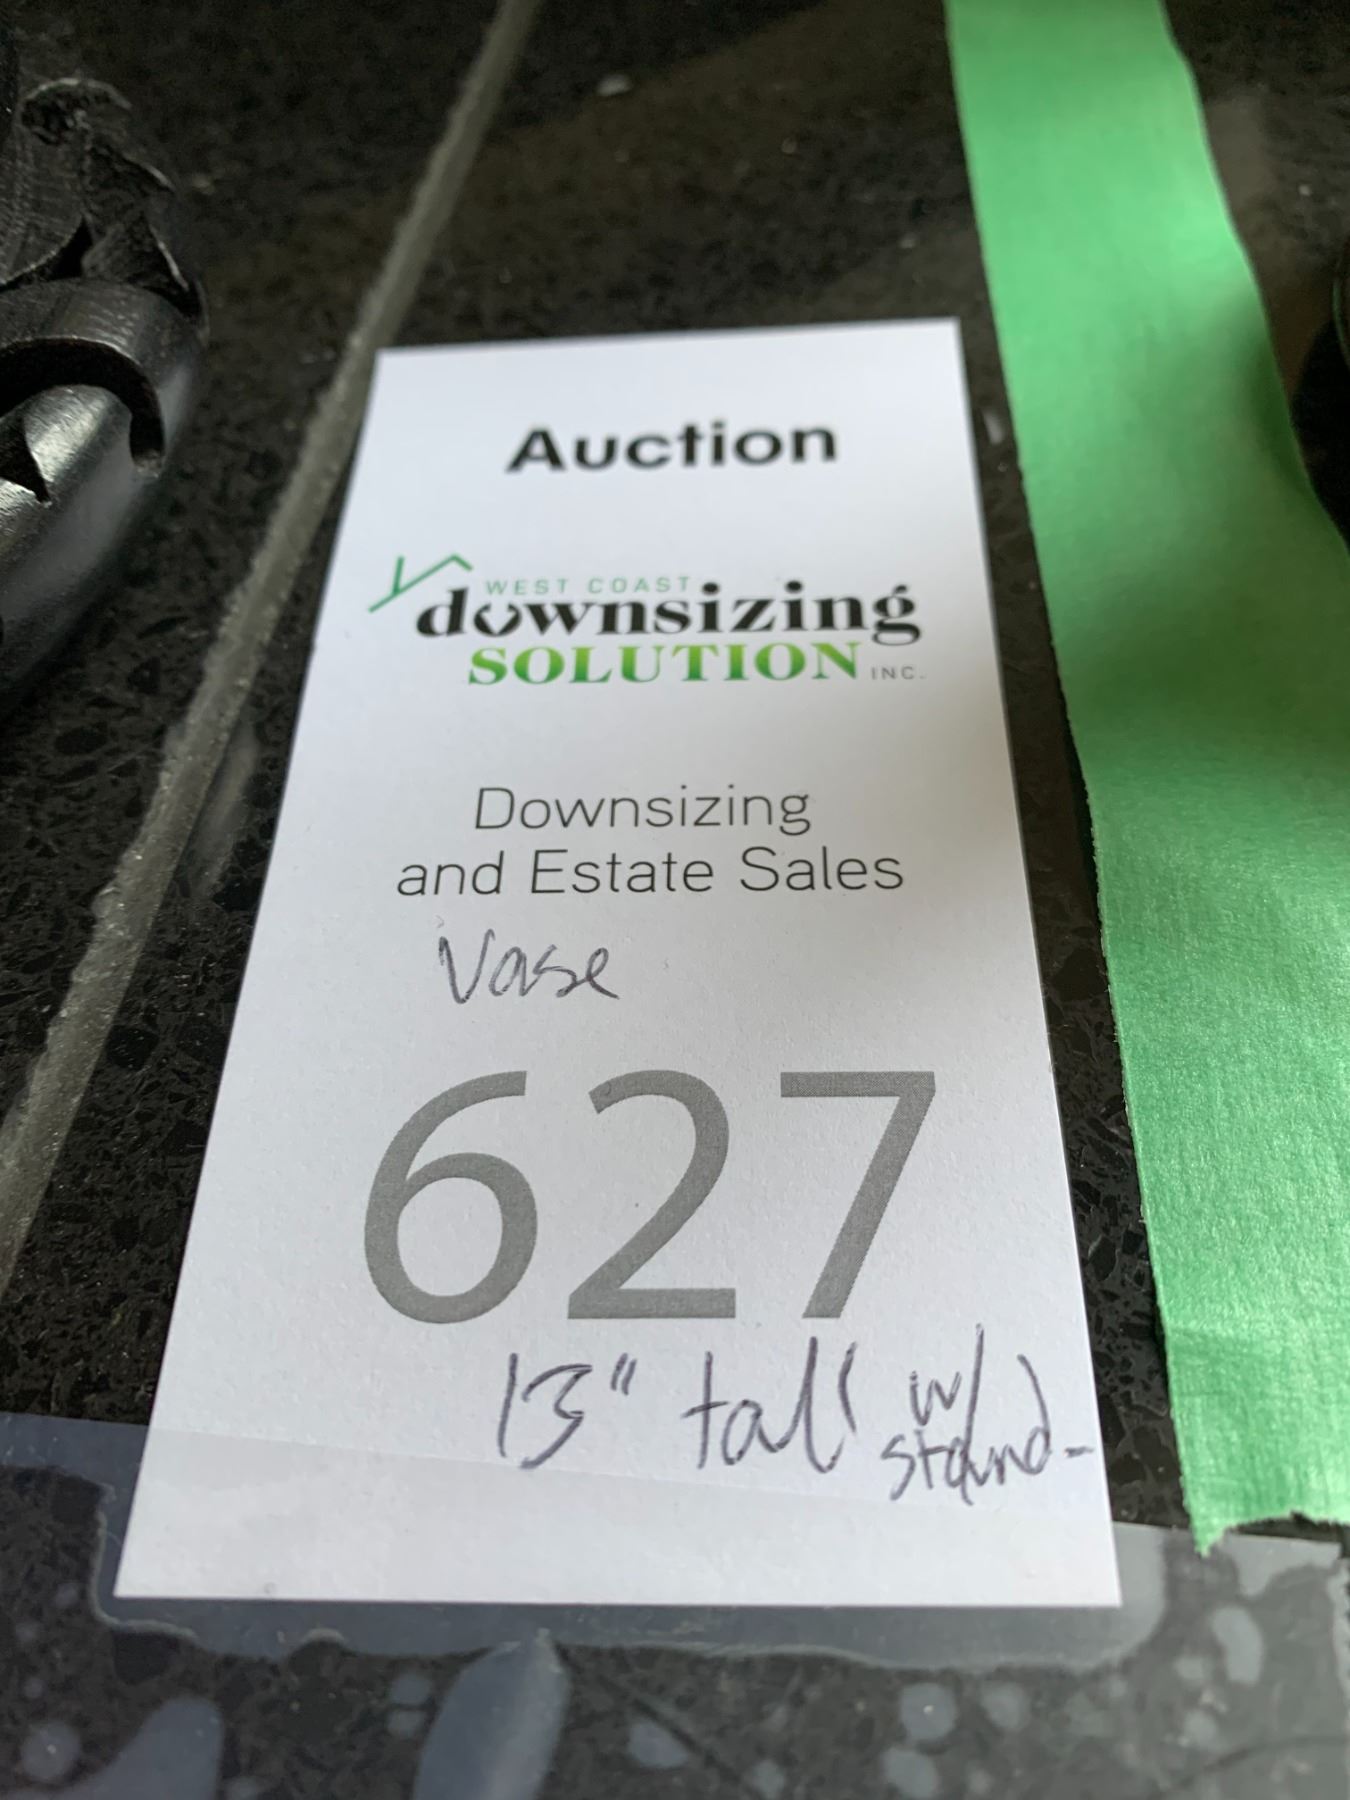 Auction
WEST COAST
downsizing
SOLUTION INC.
Downsizing
and Estate Sales
Vase
627
13" tall w/
stand-